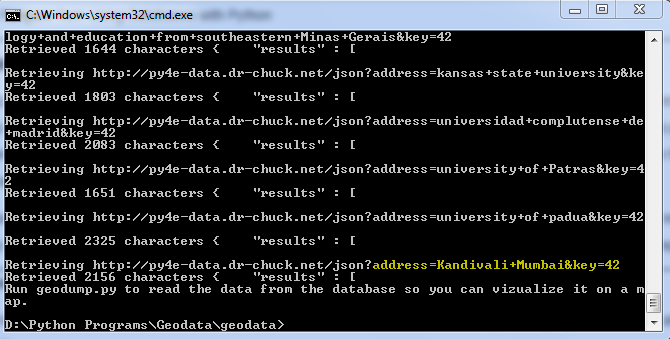 C:\Windows\system32\cmd.exe
with Python
logy+and+education+from+southeastern+Minas+Gerais&key=42
Retrieved 1644 characters {    "results" : [
Retrieving http://py4e-data.dr-chuck.net/json?address=kansas+state+university&ke
y=42
Retrieved 1803 characters {    "results" : [
Retrieving http://py4e-data.dr-chuck.net/json?address=universidad+complutense+de
+madrid&key=42
Retrieved 2083 characters {    "results" : [
Retrieving http://py4e-data.dr-chuck.net/json?address=university+of+Patras&key=4
2
Retrieved 1651 characters {    "results" : [
Retrieving http://py4e-data.dr-chuck.net/json?address=university+of+padua&key=42
Retrieved 2325 characters {    "results" : [
Retrieving http://py4e-data.dr-chuck.net/json?address=Kandivali+Mumbai&key=42
Retrieved 2156 characters {    "results" : [
Run geodump.py to read the data from the database so you can vizualize it on a m
ap.
D:\Python Programs\Geodata\geodata>